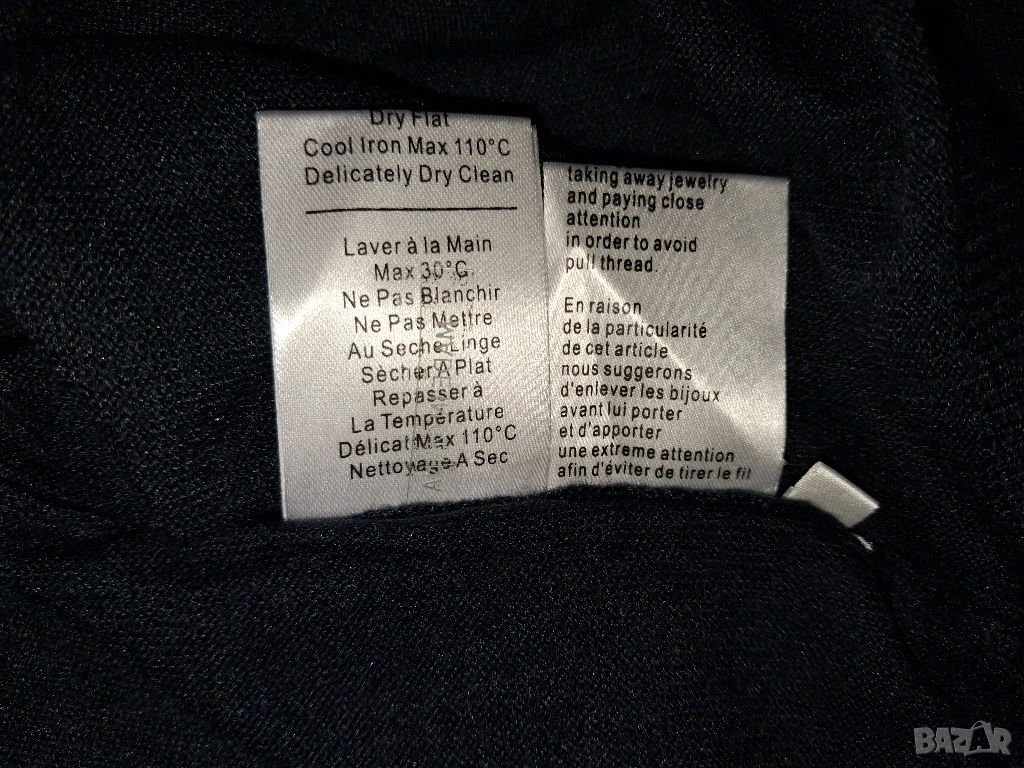 Dry Flat
Cool Iron Max 110°C
Delicately Dry Clean
Laver à la Main
Max 30°C.
Ne Pas Blanchir
Ne Pas Mettre
Au Seche Linge
Sècher A Plat
Repasser à
La Température
Délicat Max 110°C
Nettoyage A Sec
taking away jewelry
and paying close
attention
in order to avoid
pull thread.
En raison
de la particularité
de cet article
nous suggerons
d'enlever les bijoux
avant lui porter
et d'apporter
une extreme attention
afin d'éviter de tirer le fil
BAZAR